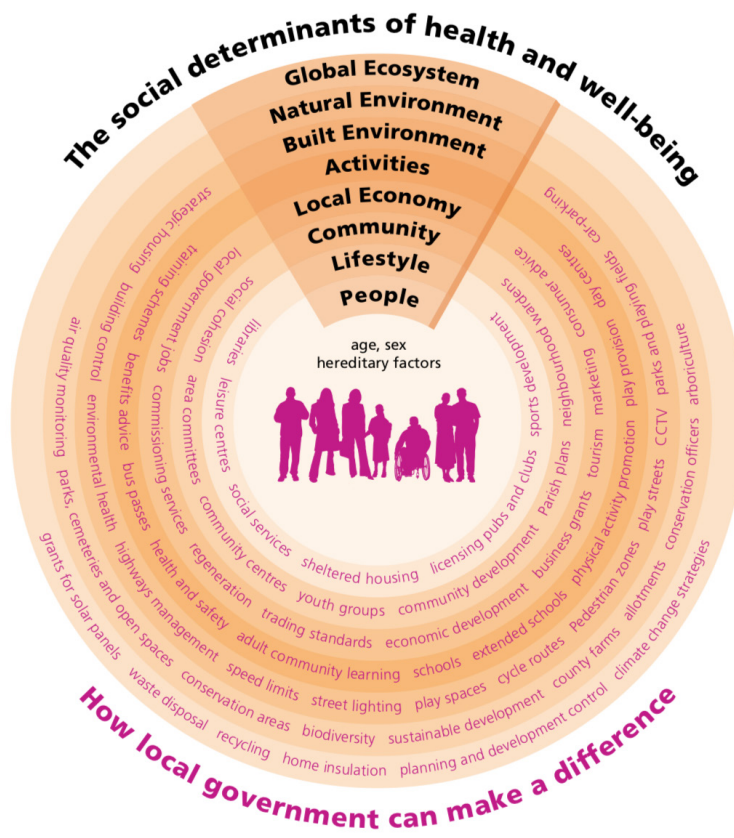 The social determinants of health and well-being
Global Ecosystem
Natural Environment
Built Environment
Activities
Local Economy
Community
Lifestyle
People
age, sex
hereditary factors
libraries leisure centres social services sheltered housing licensing pubs and clubs sports development
social cohesion area committees community centres youth groups community development Parish plans neighbourhood wardens
local government jobs commissioning services regeneration trading standards economic development business grants tourism marketing consumer advice
training schemes benefits advice bus passes health and safety adult community learning schools extended schools physical activity promotion play provision day centres
strategic housing building control environmental health highways management speed limits street lighting play spaces cycle routes Pedestrian zones play streets CCTV parks and playing fields car-parking
air quality monitoring parks, cemeteries and open spaces conservation areas biodiversity sustainable development county farms allotments conservation officers arboriculture
grants for solar panels waste disposal recycling home insulation planning and development control climate change strategies
How local government can make a difference